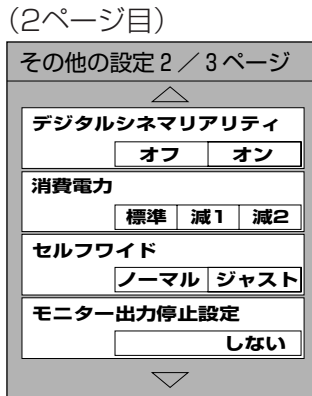 (2ページ目)
その他の設定2／3ページ
デジタルシネマリアリティ
オフ オン
消費電力
標準 減1 減2
セルフワイド
ノーマル ジャスト
モニター出力停止設定
しない